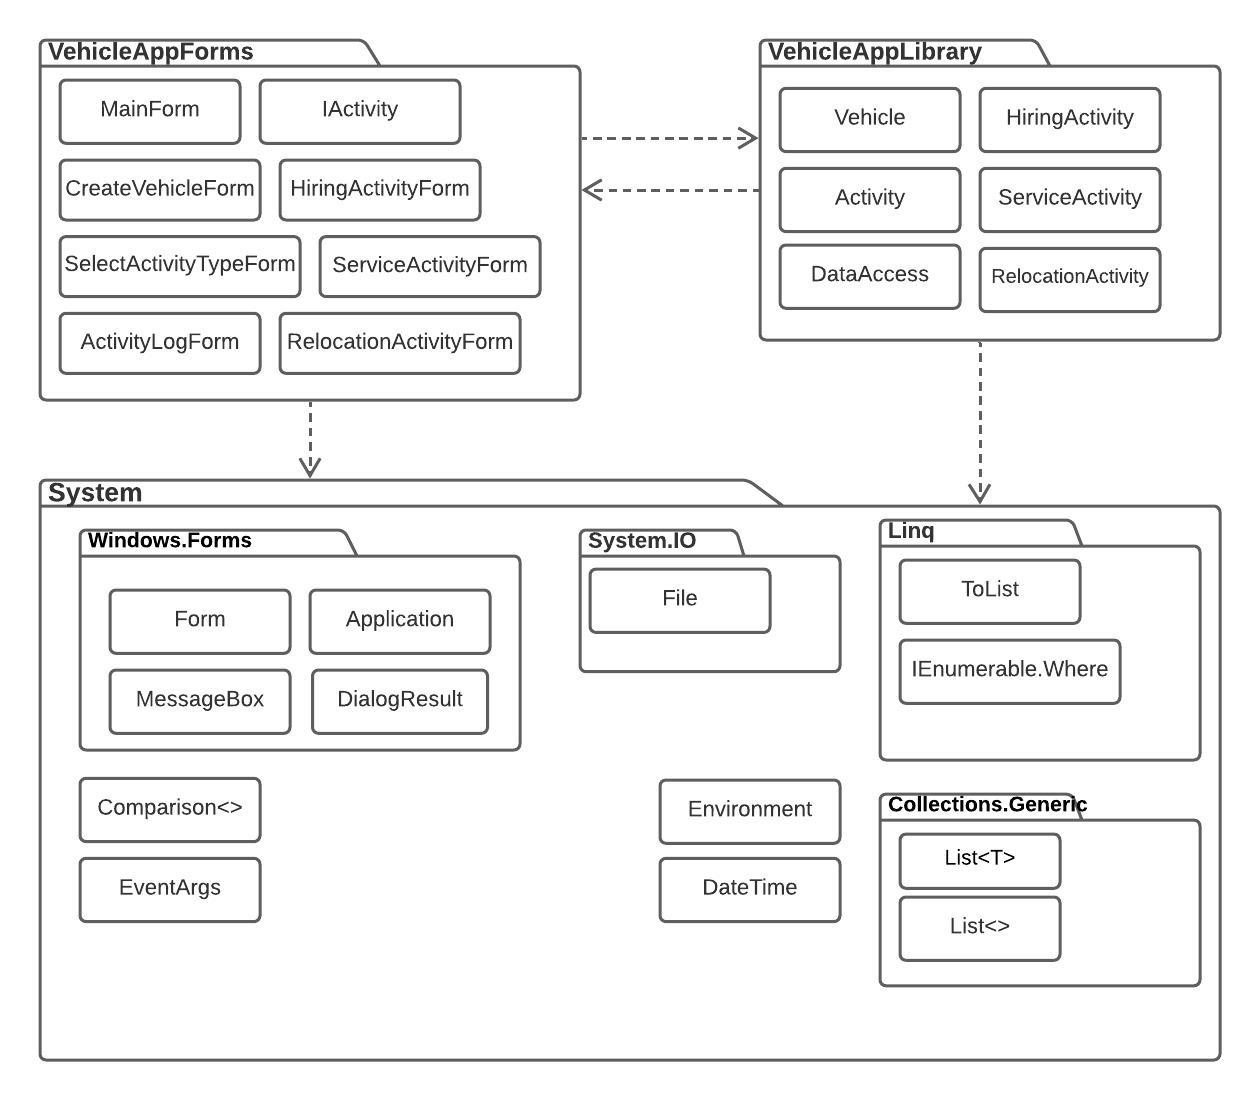 VehicleAppForms
MainForm
IActivity
CreateVehicleForm
HiringActivityForm
SelectActivityTypeForm
ServiceActivityForm
ActivityLogForm
RelocationActivityForm
VehicleAppLibrary
Vehicle
HiringActivity
Activity
ServiceActivity
DataAccess
RelocationActivity
System
Windows.Forms
Form
Application
MessageBox
DialogResult
System.IO
File
Linq
ToList
IEnumerable.Where
Comparison<>
EventArgs
Environment
DateTime
Collections.Generic
List<T>
List<>